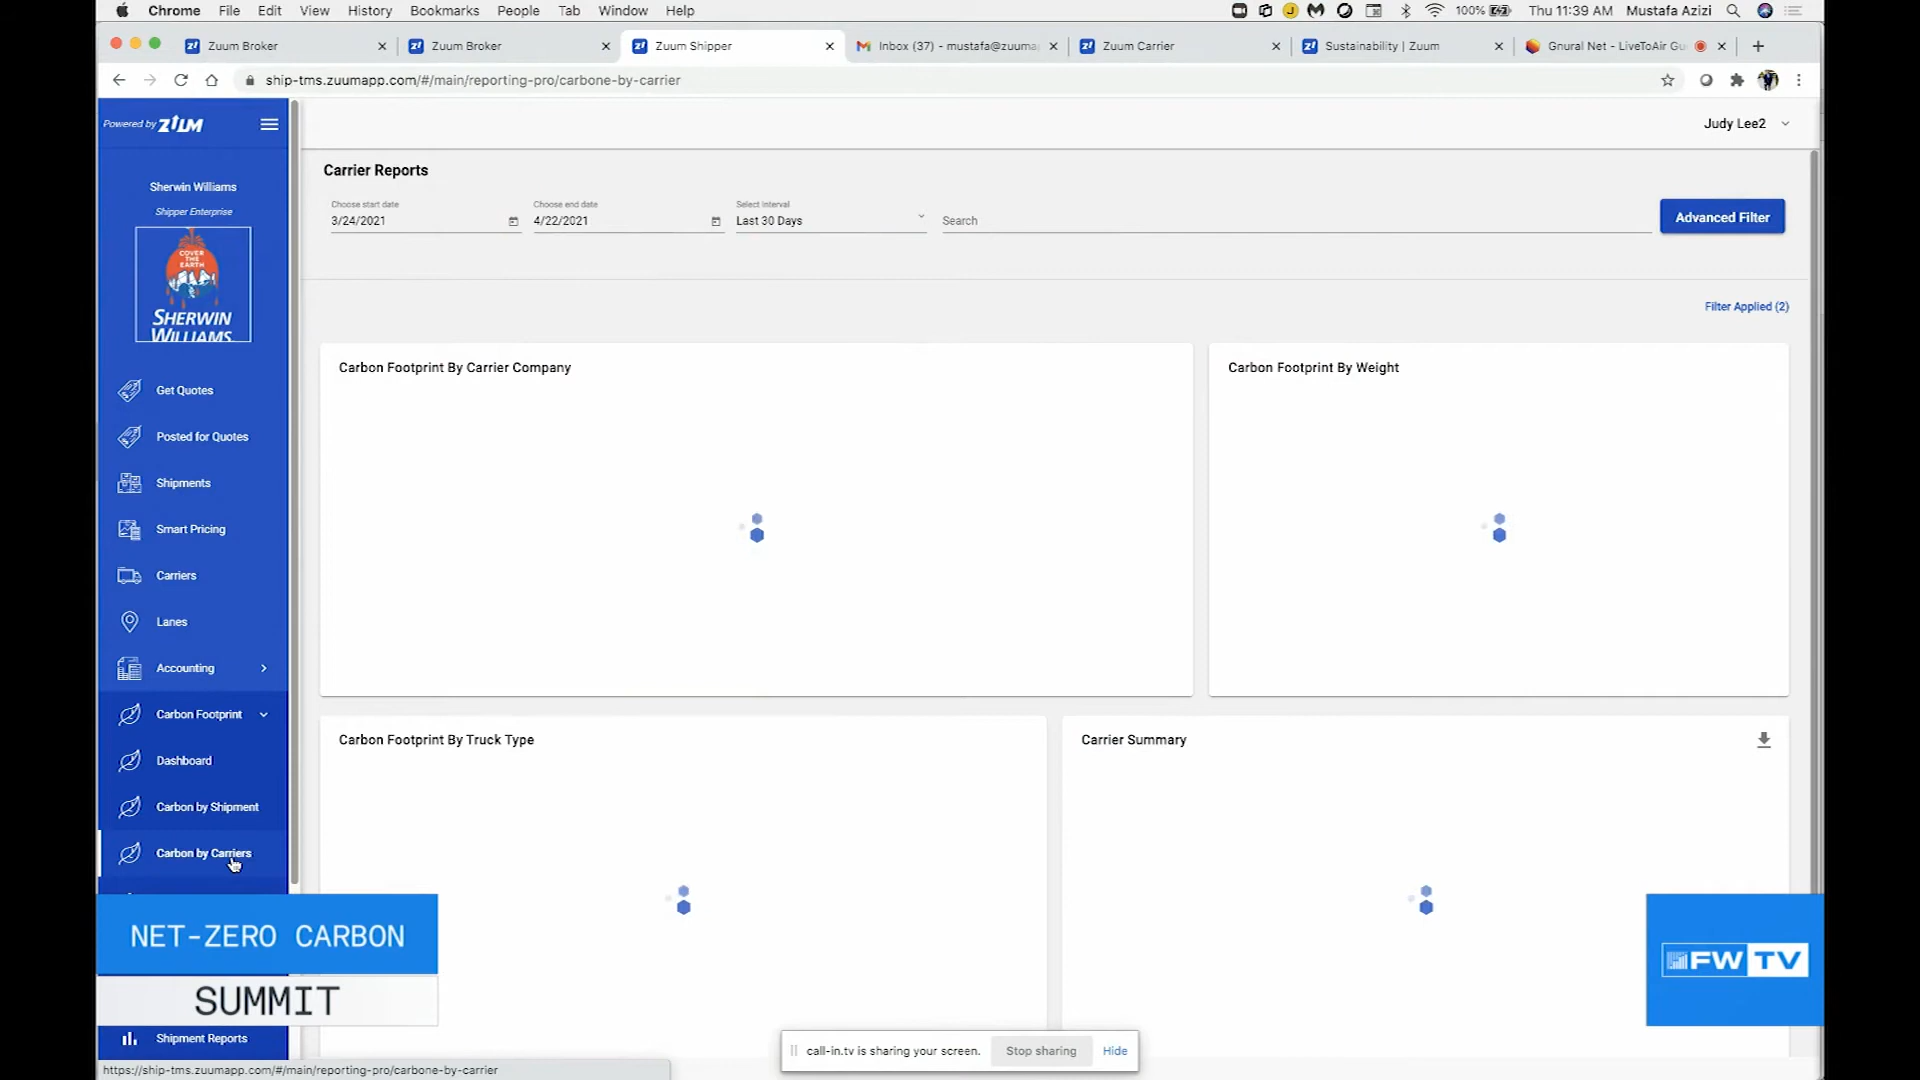 Chrome File Edit View History Bookmarks People Tab Window Help 100% Thu 11:39 AM Mustafa Azizi
Zuum Broker Zuum Broker Zuum Shipper Inbox (37) - mustafa@zuuma Zuum Carrier Sustainability | Zuum Gnural Net - LiveToAir Gu
ship-tms.zuumapp.com/#/main/reporting-pro/carbone-by-carrier
Powered by ZUUM
Judy Lee2
Sherwin Williams
Shipper Enterprise
COVER
THE
EARTH
SHERWIN
WILLIAMS
Get Quotes
Posted for Quotes
Shipments
Smart Pricing
Carriers
Lanes
Accounting
Carbon Footprint
Dashboard
Carbon by Shipment
Carbon by Carriers
Shipment Reports
Carrier Reports
Choose start date Choose end date Select Interval
3/24/2021 4/22/2021 Last 30 Days Search Advanced Filter
Filter Applied (2)
Carbon Footprint By Carrier Company Carbon Footprint By Weight
Carbon Footprint By Truck Type Carrier Summary
NET-ZERO CARBON
SUMMIT
FW TV
call-in.tv is sharing your screen. Stop sharing Hide
https://ship-tms.zuumapp.com/#/main/reporting-pro/carbone-by-carrier